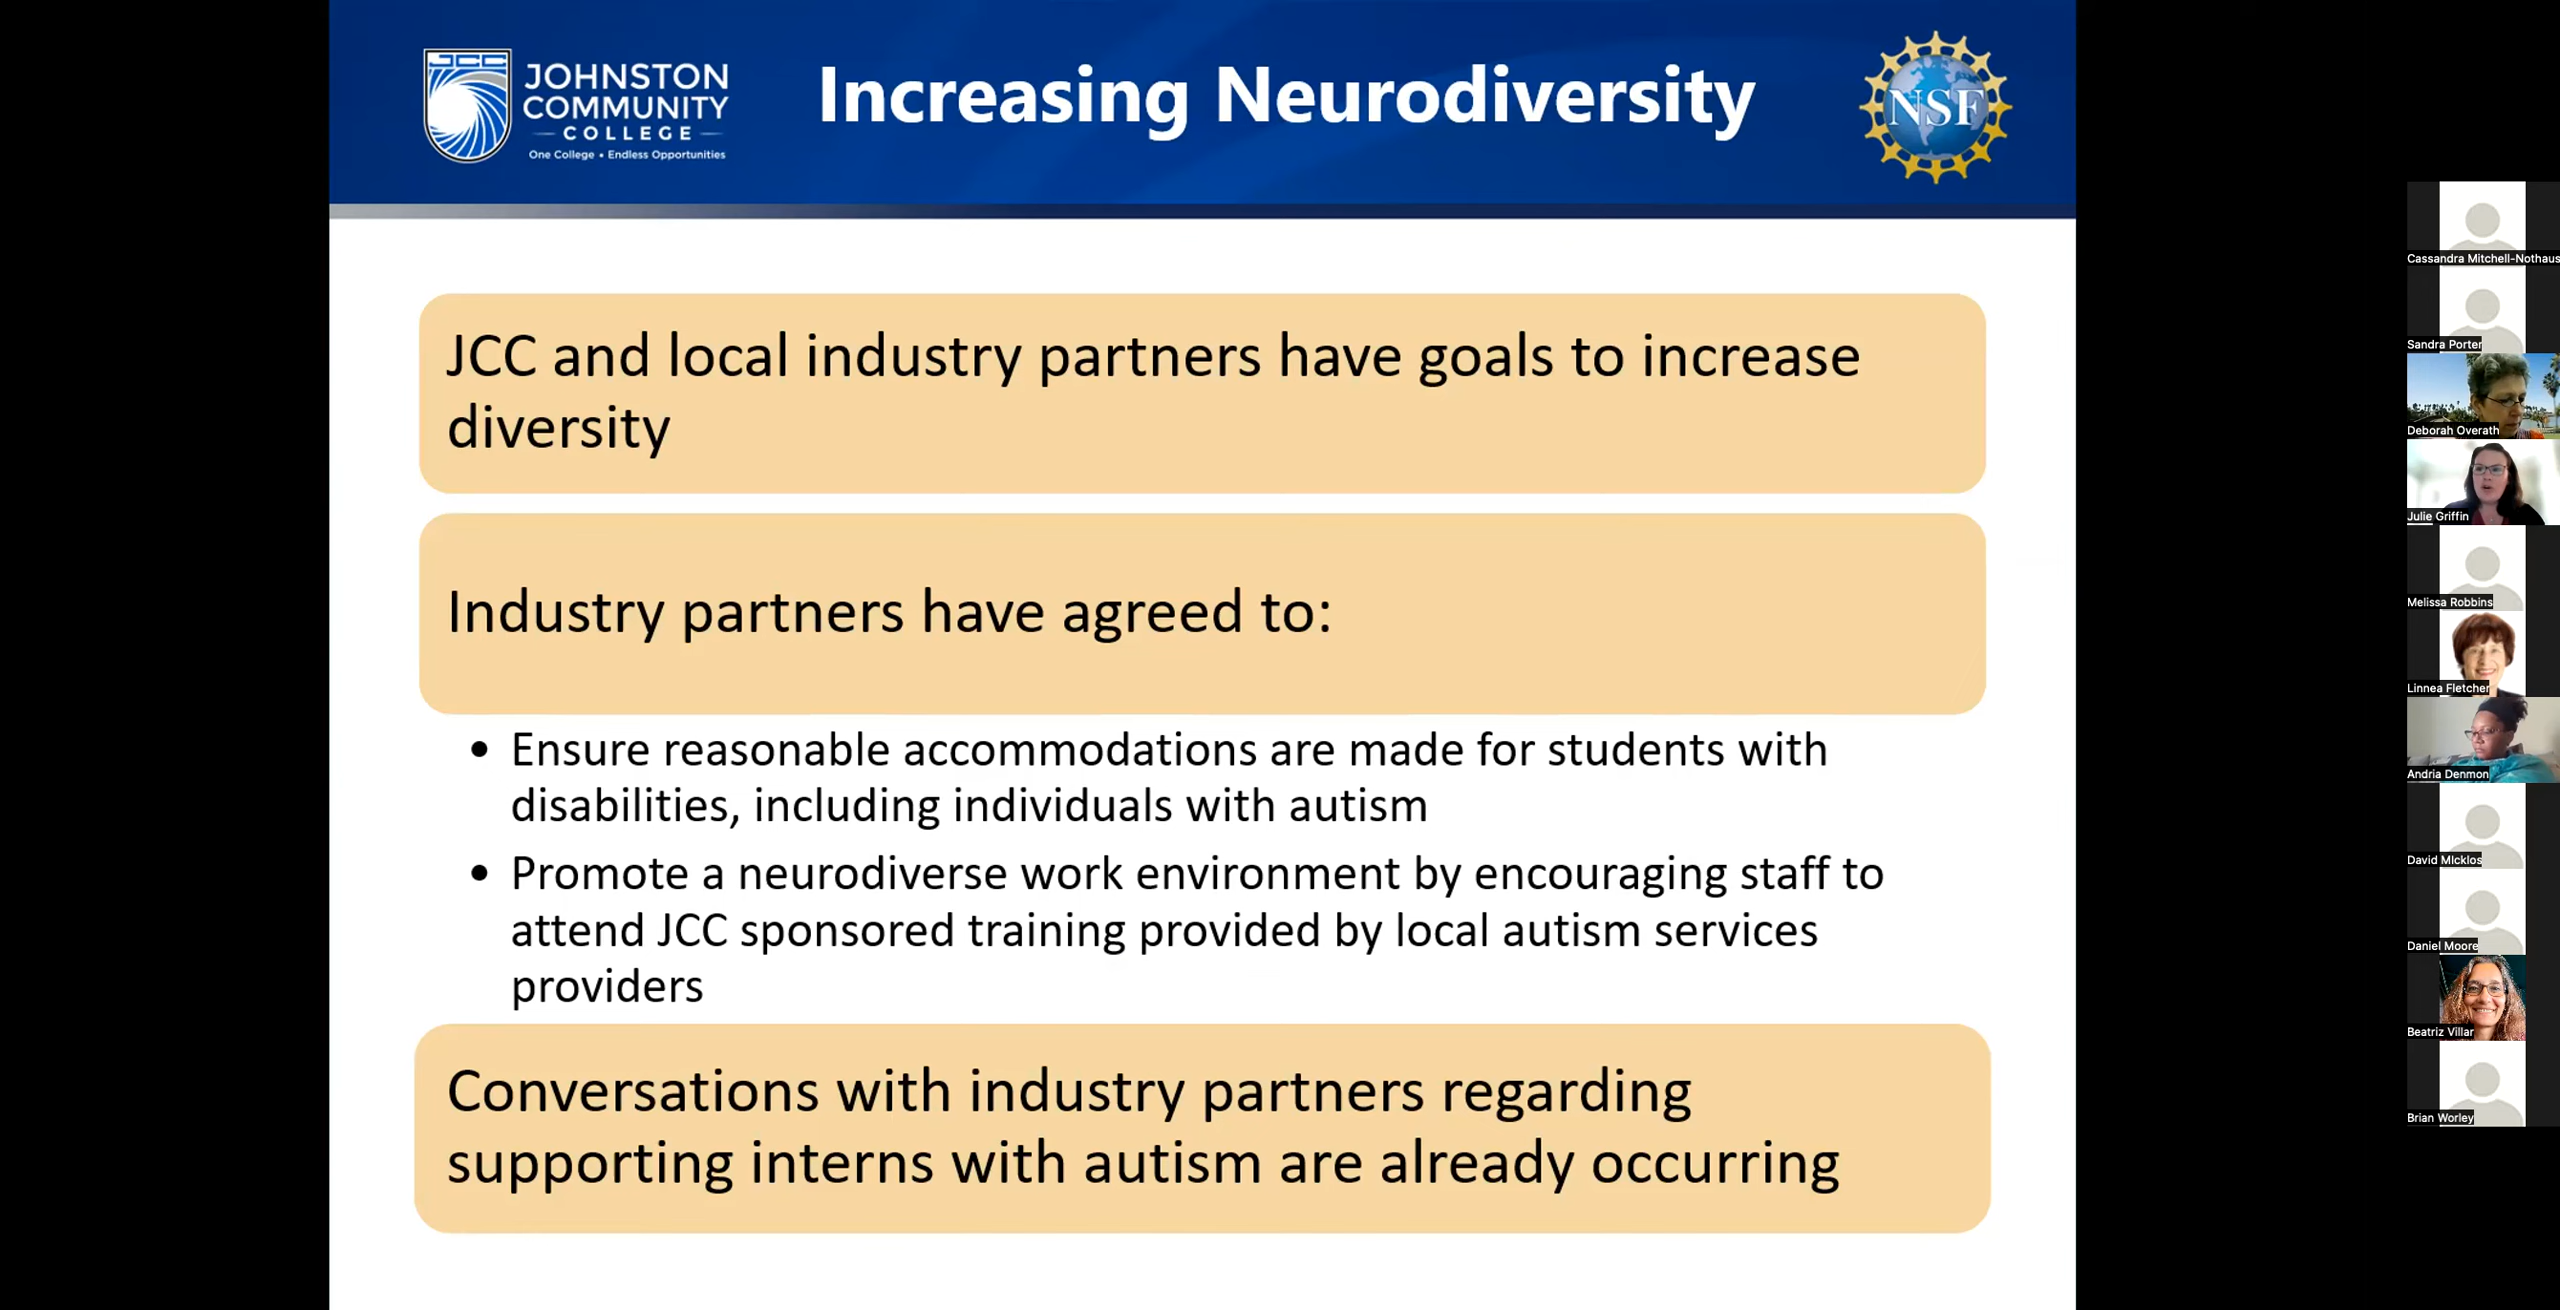 JCC
JOHNSTON
COMMUNITY
COLLEGE
One College • Endless Opportunities
Increasing Neurodiversity
NSF
JCC and local industry partners have goals to increase
diversity
Industry partners have agreed to:
• Ensure reasonable accommodations are made for students with
disabilities, including individuals with autism
• Promote a neurodiverse work environment by encouraging staff to
attend JCC sponsored training provided by local autism services
providers
Conversations with industry partners regarding
supporting interns with autism are already occurring
Cassandra Mitchell-Nothaus
Sandra Porter
Deborah Overath
Julie Griffin
Melissa Robbins
Linnea Fletcher
Andria Denmon
David MIcklos
Daniel Moore
Beatriz Villar
Brian Worley